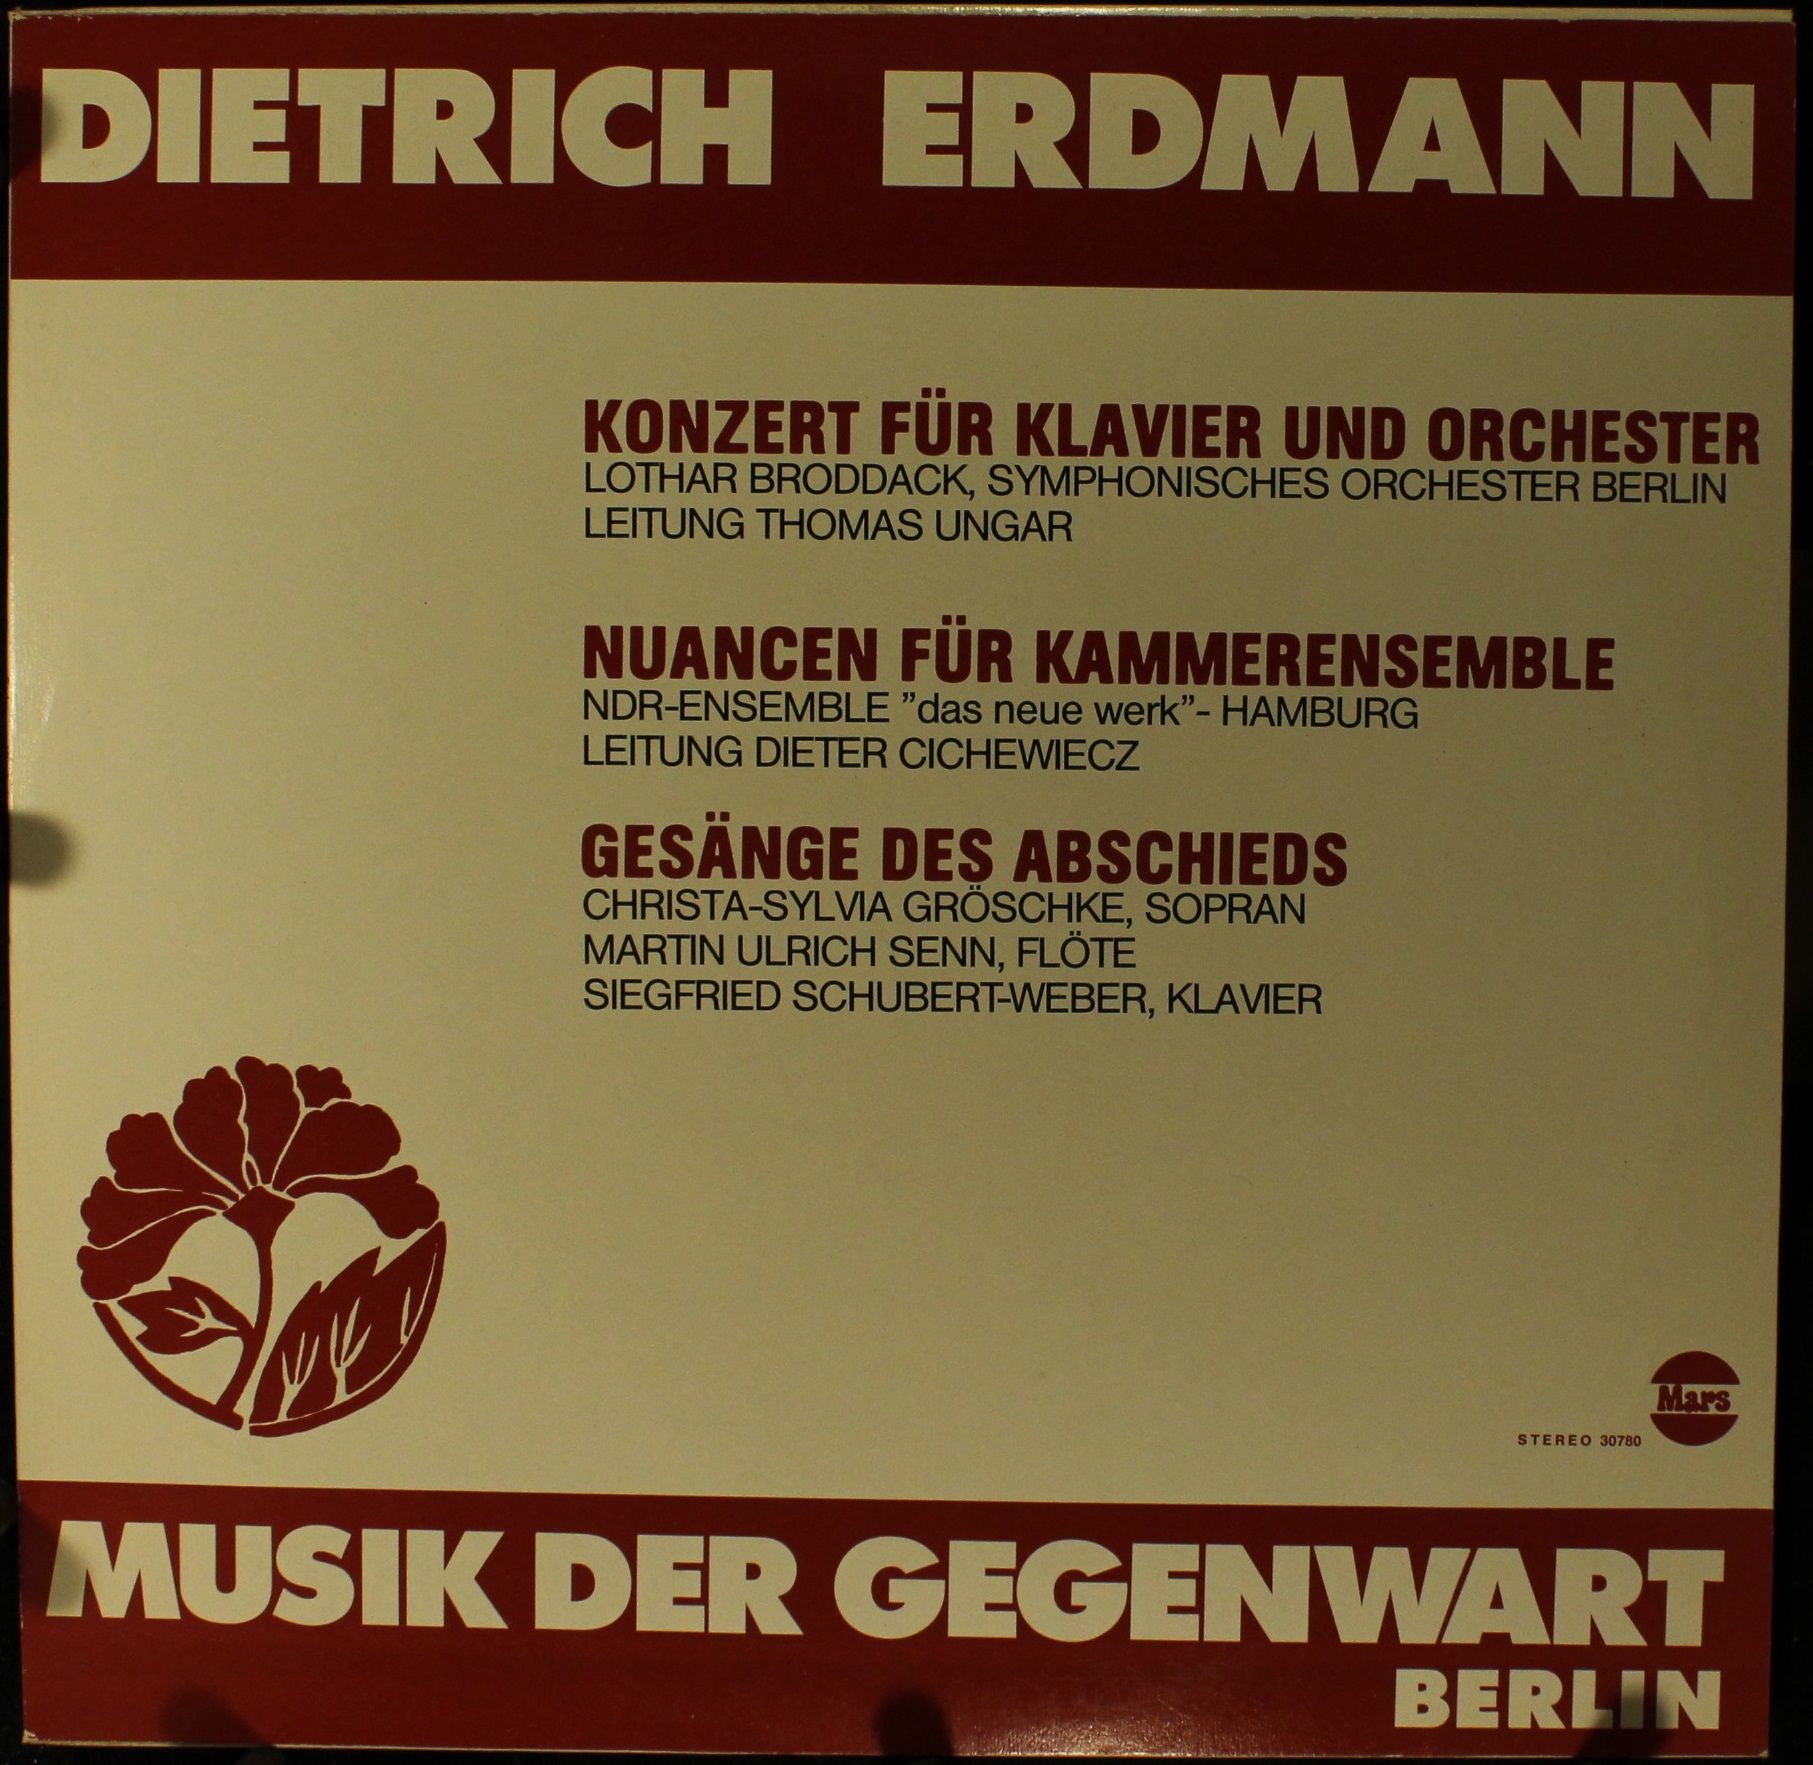 DIETRICH ERDMANN
KONZERT FÜR KLAVIER UND ORCHESTER
LOTHAR BRODDACK, SYMPHONISCHES ORCHESTER BERLIN
LEITUNG THOMAS UNGAR
NUANCEN FÜR KAMMERENSEMBLE
NDR-ENSEMBLE ”das neue werk”- HAMBURG
LEITUNG DIETER CICHEWIECZ
GESÄNGE DES ABSCHIEDS
CHRISTA-SYLVIA GRÖSCHKE, SOPRAN
MARTIN ULRICH SENN, FLÖTE
SIEGFRIED SCHUBERT-WEBER, KLAVIER
Mars
STEREO 30780
MUSIK DER GEGENWART
BERLIN